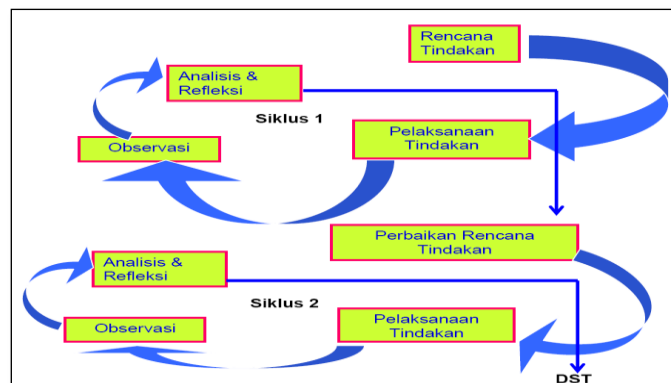 Rencana
Tindakan
Analisis &
Refleksi
Siklus 1
Pelaksanaan
Tindakan
Observasi
Perbaikan Rencana
Tindakan
Analisis &
Refleksi
Siklus 2
Pelaksanaan
Tindakan
Observasi
DST